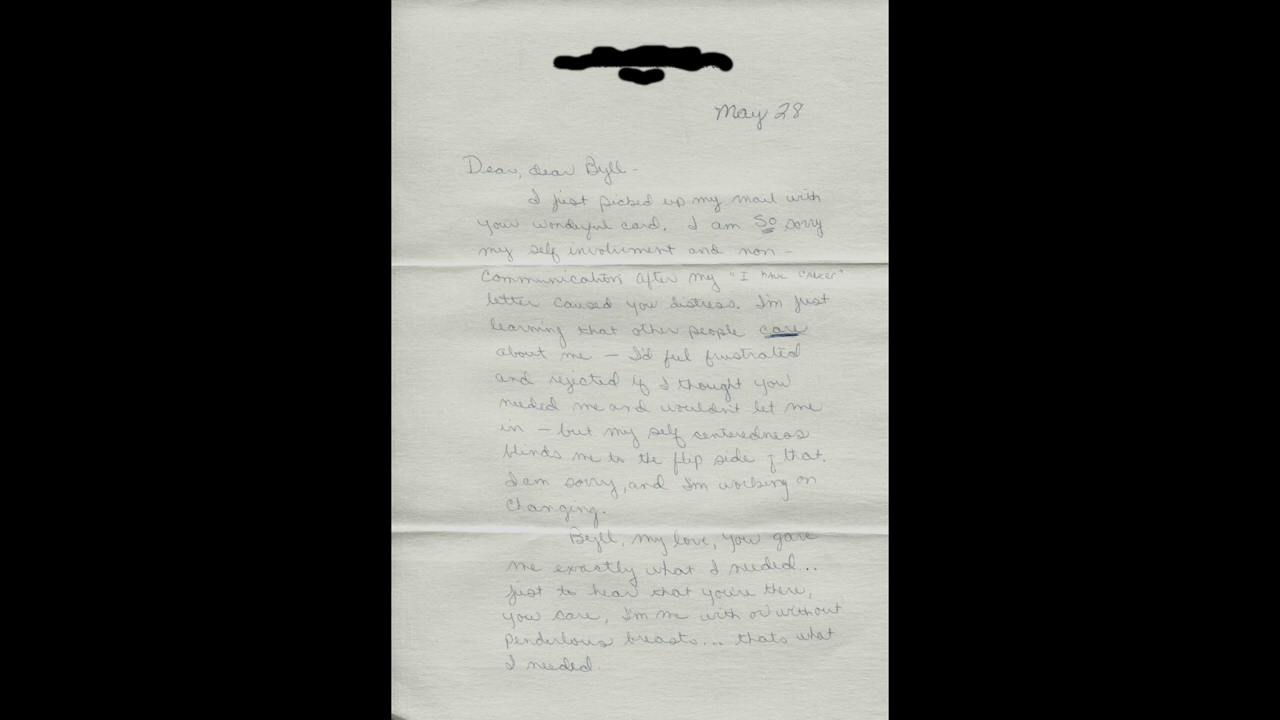 May 28
Dear, dear Byll -
I just picked up my mail with
your wonderful card. I am So sorry
my self involvment and non -
communication after my "I have cancer"
letter caused you distress. I'm just
learning that other people care
about me — I'd feel frustrated
and rejected if I thought you
needed me and wouldn't let me
in — but my self centeredness
blinds me to the flip side of that.
I am sorry, and I'm working on
changing.
Byll, my love, you gave
me exactly what I needed...
just to hear that you're there,
you care, I'm me with or without
pendulous breasts... thats what
I needed.